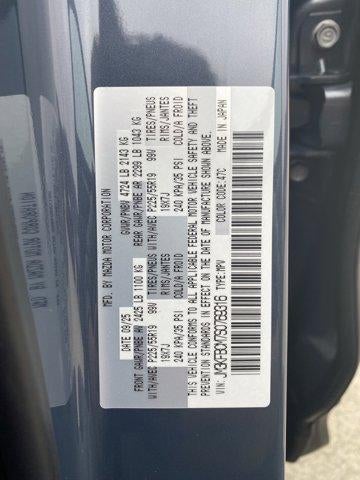 MFD. BY MAZDA MOTOR CORPORATION
DATE: 09/25 GVWR/PNBV 4724 LB 2143 KG
FRONT GAWR/PNBE AV 2425 LB 1100 KG REAR GAWR/PNBE AR 2299 LB 1043 KG
WITH/AVEC P225/55R19 99V TIRES/PNEUS WITH/AVEC P225/55R19 99V TIRES/PNEUS
19X7J RIMS/JANTES 19X7J RIMS/JANTES
240 KPA/35 PSI COLD/A FROID 240 KPA/35 PSI COLD/A FROID
THIS VEHICLE CONFORMS TO ALL APPLICABLE FEDERAL MOTOR VEHICLE SAFETY AND THEFT
PREVENTION STANDARDS IN EFFECT ON THE DATE OF MANUFACTURE SHOWN ABOVE.
TYPE:MPV COLOR CODE:47C MADE IN JAPAN
VIN: